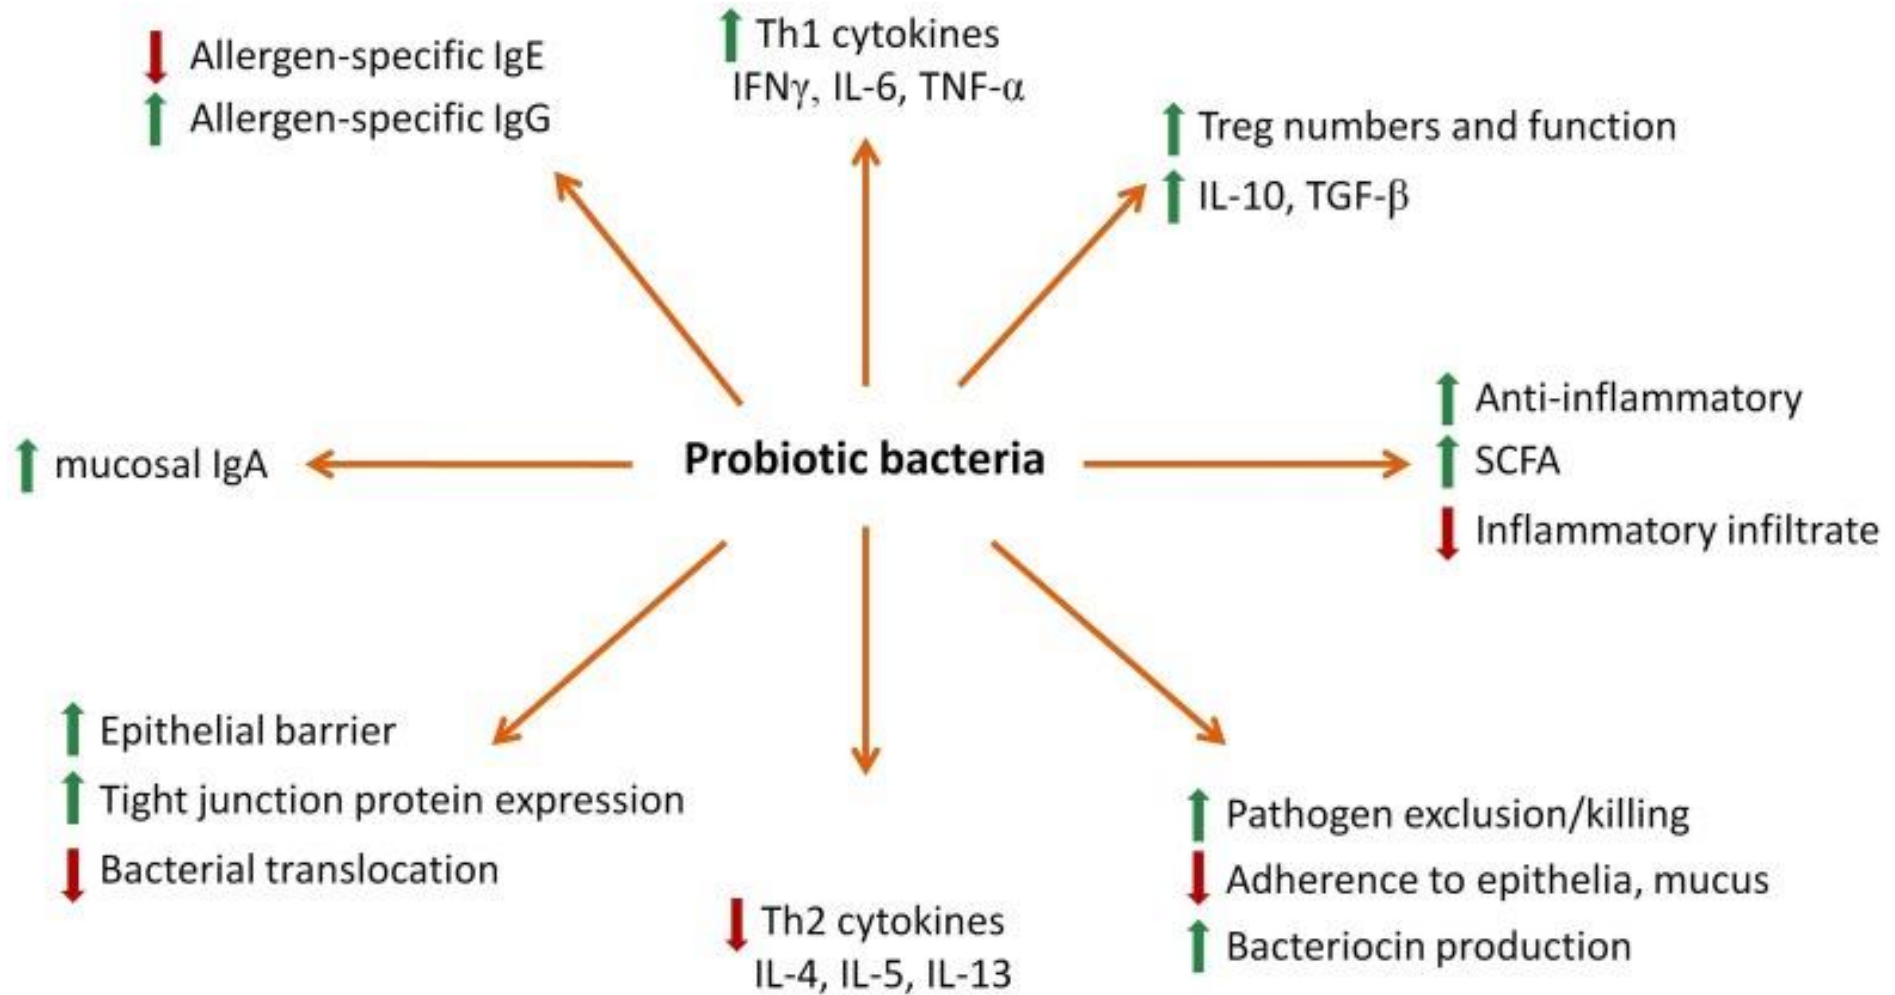 Allergen-specific IgE
Allergen-specific IgG
Th1 cytokines
IFNγ, IL-6, TNF-α
Treg numbers and function
IL-10, TGF-β
mucosal IgA
Probiotic bacteria
Anti-inflammatory
SCFA
Inflammatory infiltrate
Epithelial barrier
Tight junction protein expression
Bacterial translocation
Th2 cytokines
IL-4, IL-5, IL-13
Pathogen exclusion/killing
Adherence to epithelia, mucus
Bacteriocin production